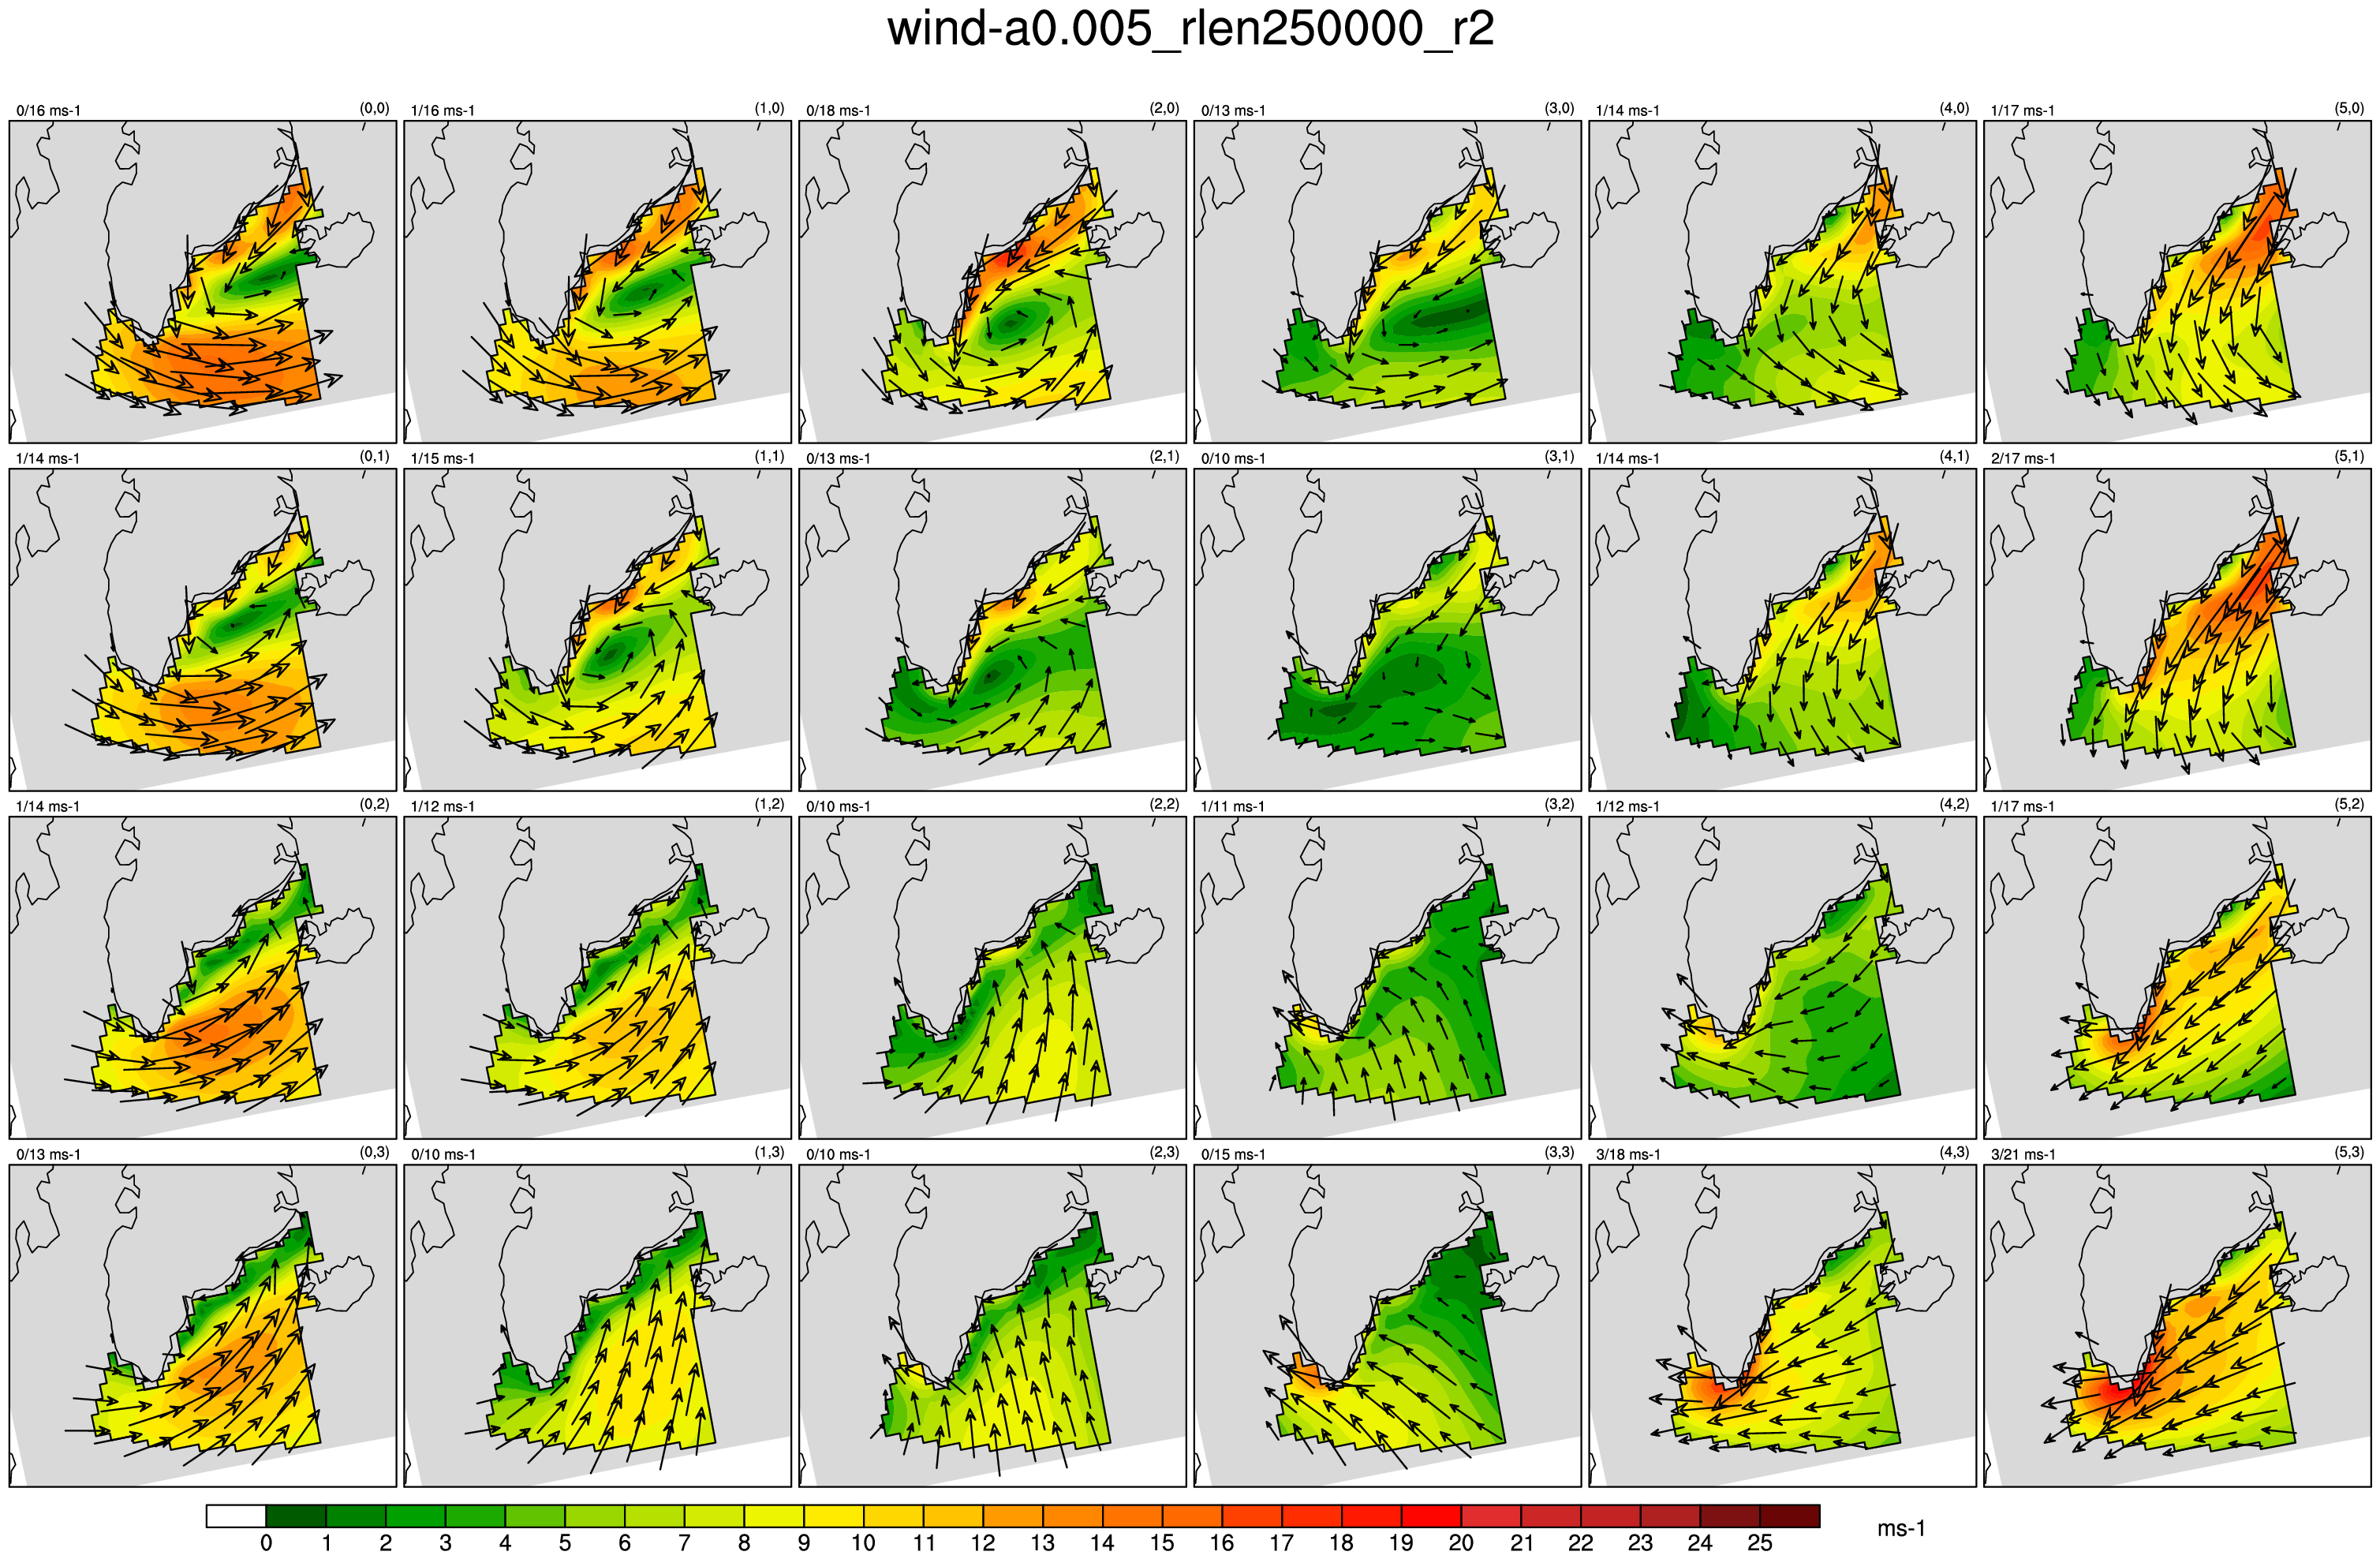 wind-a0.005_rlen250000_r2
0/16 ms-1 (0,0) 1/16 ms-1 (1,0) 0/18 ms-1 (2,0) 0/13 ms-1 (3,0) 1/14 ms-1 (4,0) 1/17 ms-1 (5,0)
1/14 ms-1 (0,1) 1/15 ms-1 (1,1) 0/13 ms-1 (2,1) 0/10 ms-1 (3,1) 1/14 ms-1 (4,1) 2/17 ms-1 (5,1)
1/14 ms-1 (0,2) 1/12 ms-1 (1,2) 0/10 ms-1 (2,2) 1/11 ms-1 (3,2) 1/12 ms-1 (4,2) 1/17 ms-1 (5,2)
0/13 ms-1 (0,3) 0/10 ms-1 (1,3) 0/10 ms-1 (2,3) 0/15 ms-1 (3,3) 3/18 ms-1 (4,3) 3/21 ms-1 (5,3)
0 1 2 3 4 5 6 7 8 9 10 11 12 13 14 15 16 17 18 19 20 21 22 23 24 25 ms-1